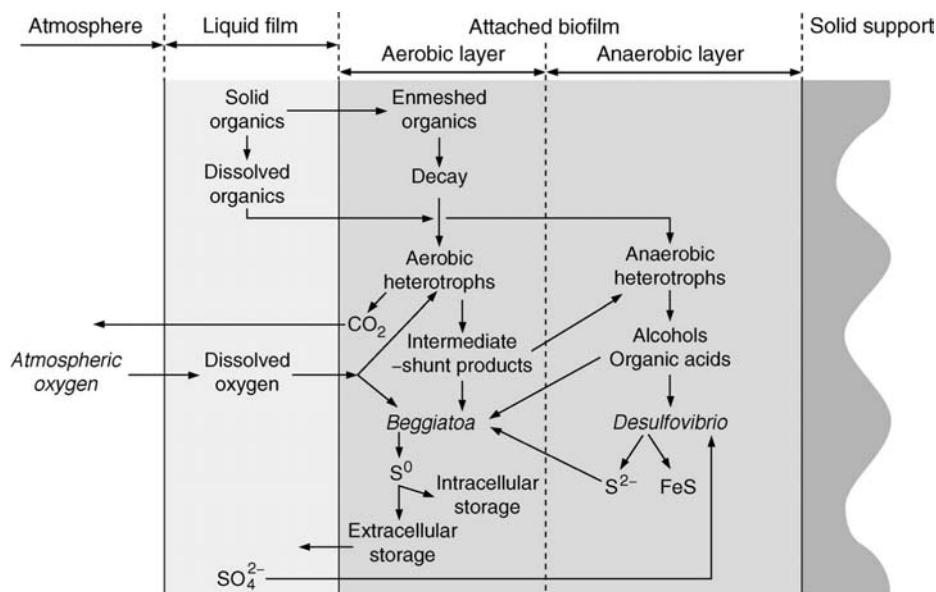 Atmosphere
Liquid film
Attached biofilm
Solid support
Aerobic layer
Anaerobic layer
Solid
organics
Enmeshed
organics
Dissolved
organics
Decay
Aerobic
heterotrophs
Anaerobic
heterotrophs
CO₂
Intermediate
–shunt products
Alcohols
Organic acids
Atmospheric
oxygen
Dissolved
oxygen
Beggiatoa
Desulfovibrio
S⁰
Intracellular
storage
S²⁻
FeS
Extracellular
storage
SO₄²⁻